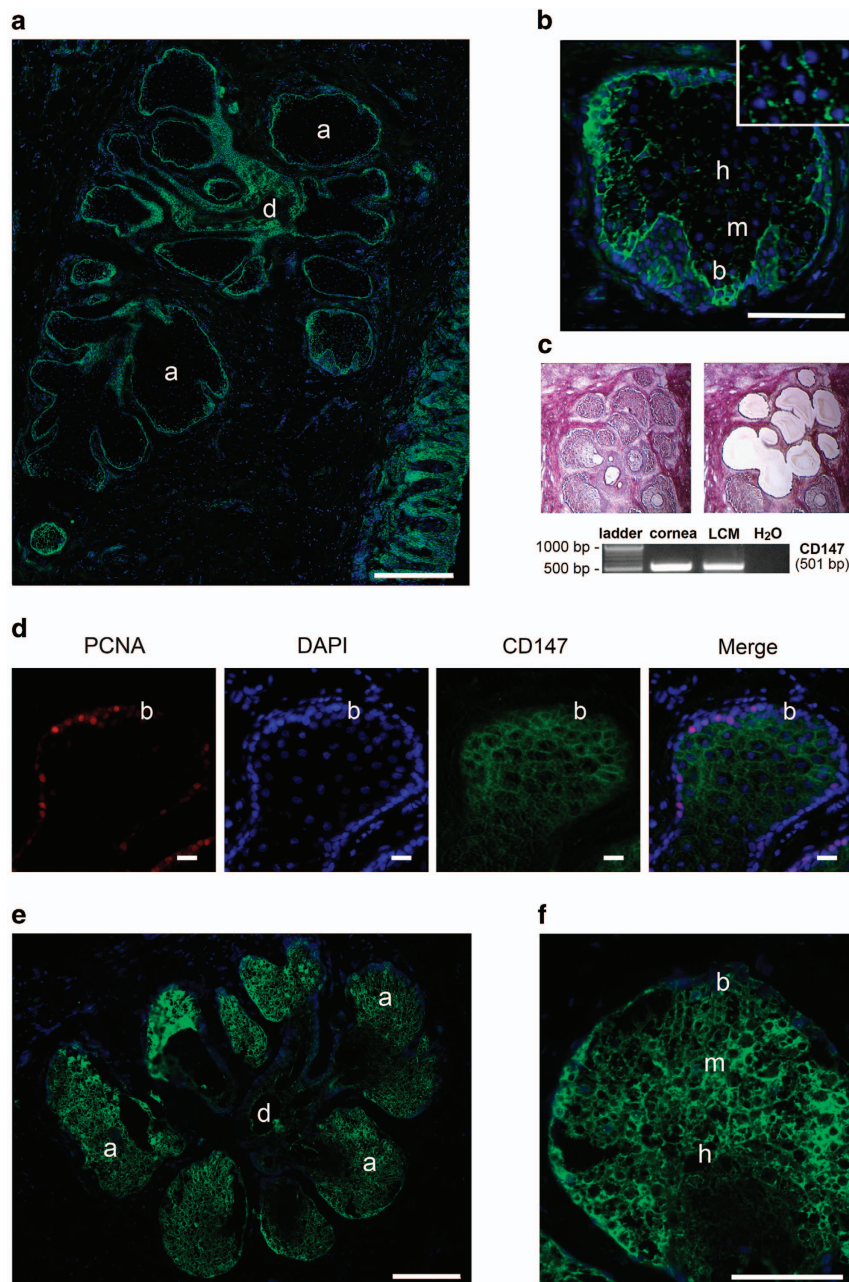 a
a
d
a
b
h
m
b
c
ladder cornea LCM H₂O
1000 bp -
500 bp -
CD147
(501 bp)
d
PCNA DAPI CD147 Merge
b b b b
e
a
d
a
a
f
b
m
h